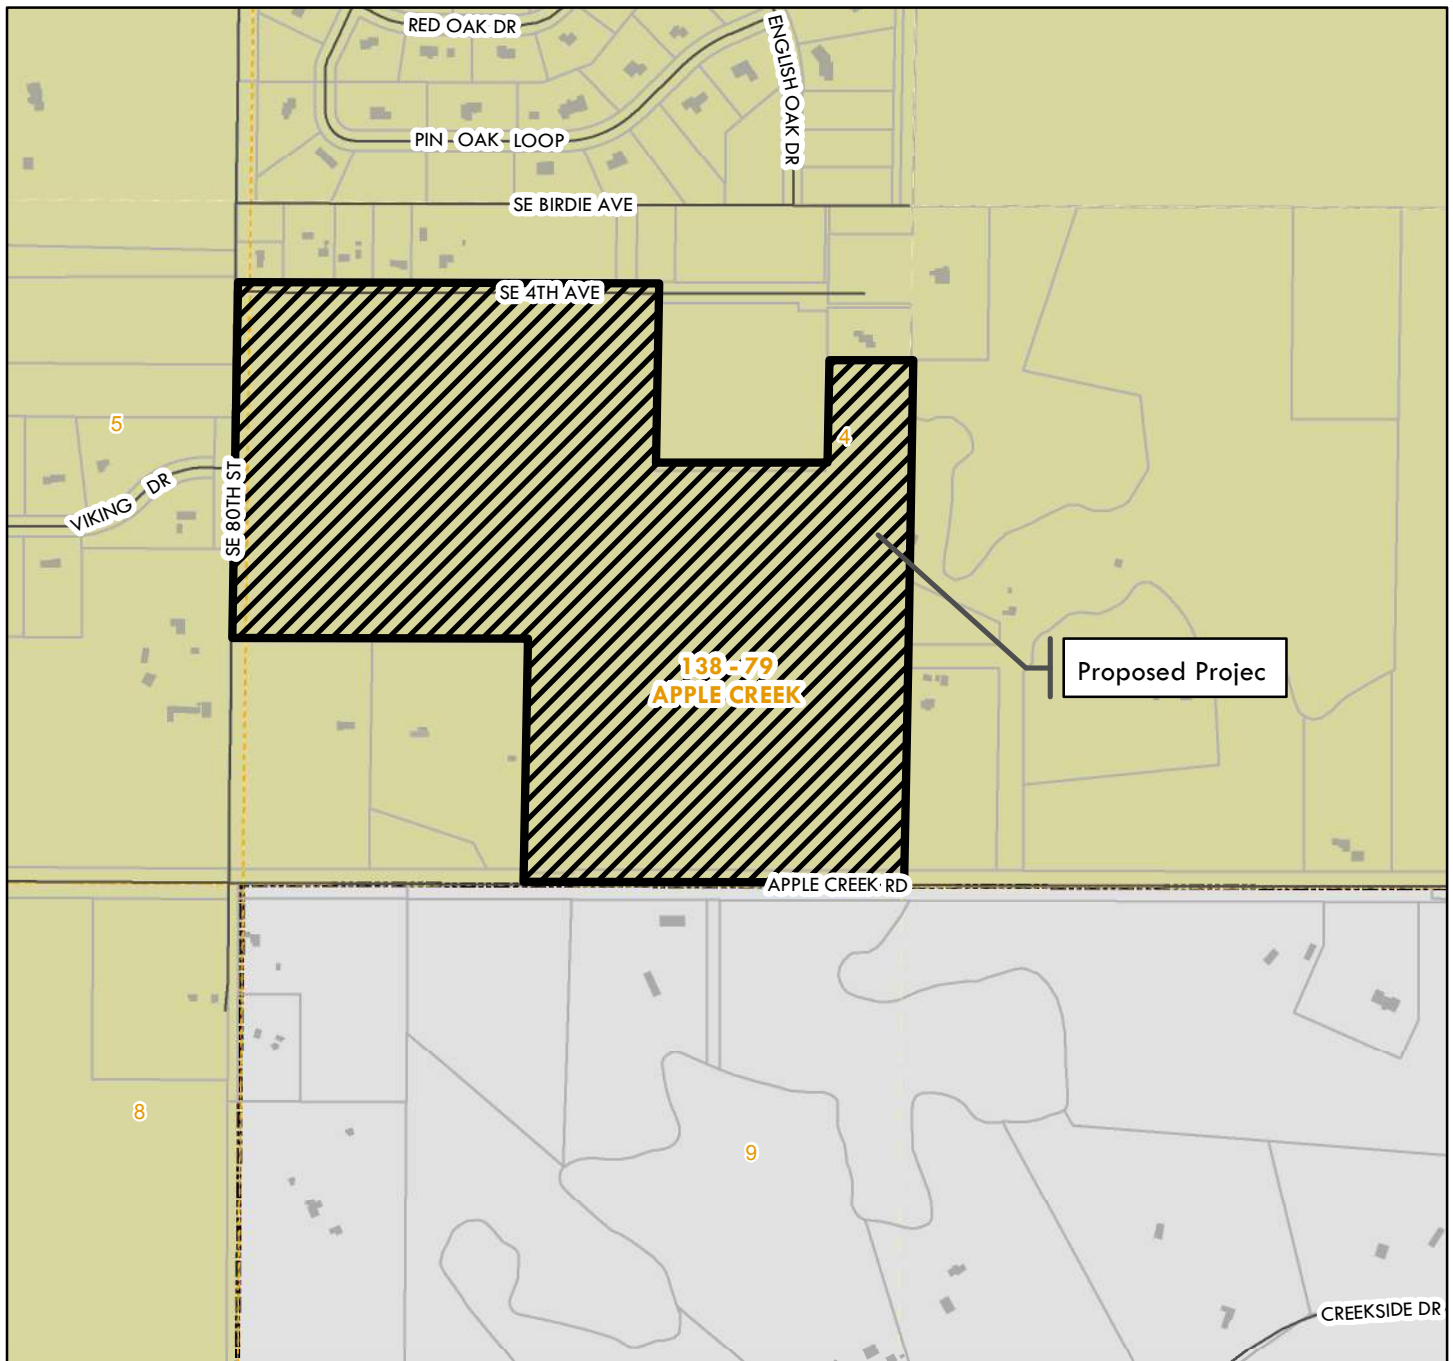 RED OAK DR
ENGLISH OAK DR
PIN OAK LOOP
SE BIRDIE AVE
SE 4TH AVE
5
4
SE 80TH ST
VIKING DR
138 - 79
APPLE CREEK
Proposed Projec
APPLE CREEK RD
8
9
CREEKSIDE DR